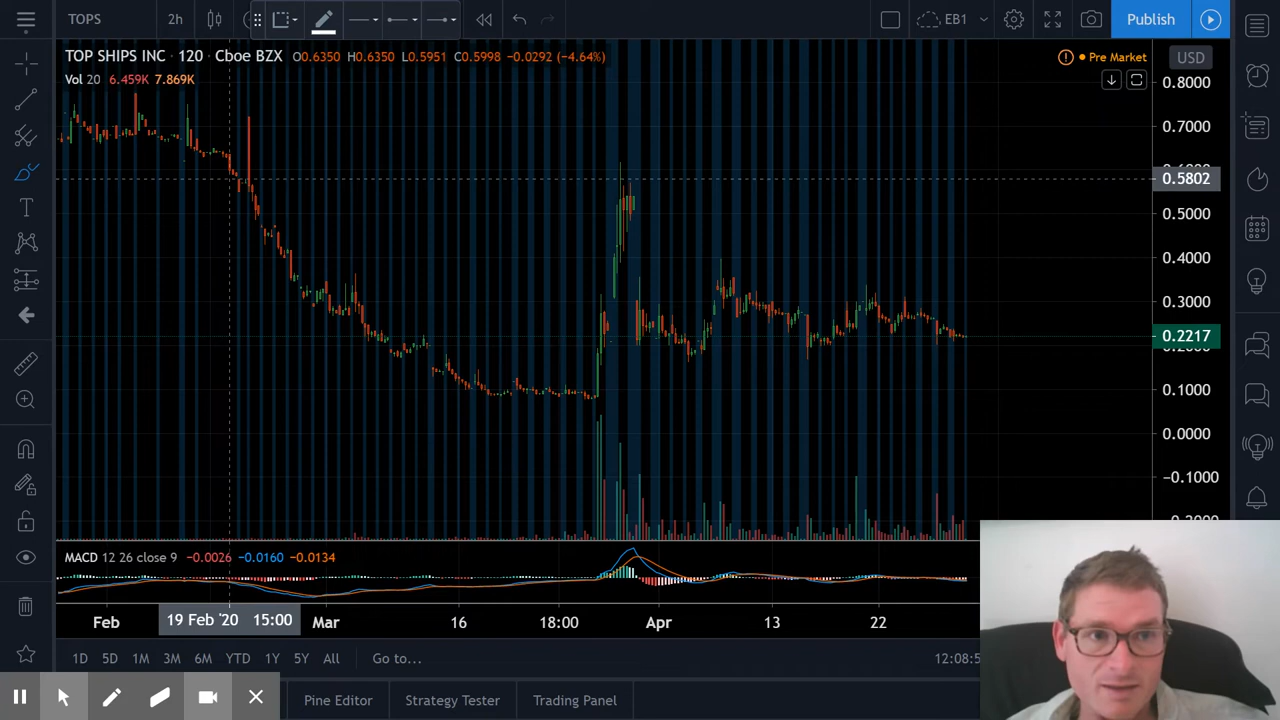 TOPS 2h EB1 Publish
TOP SHIPS INC · 120 · Cboe BZX O0.6350 H0.6350 L0.5951 C0.5998 −0.0292 (−4.64%) Pre Market USD
Vol 20 6.459K 7.869K
0.8000
0.7000
0.5802
0.5000
0.4000
0.3000
0.2217
0.1000
0.0000
−0.1000
MACD 12 26 close 9 −0.0026 −0.0160 −0.0134
Feb 19 Feb '20 15:00 Mar 16 18:00 Apr 13 22
1D 5D 1M 3M 6M YTD 1Y 5Y All Go to... 12:08:5
Pine Editor Strategy Tester Trading Panel